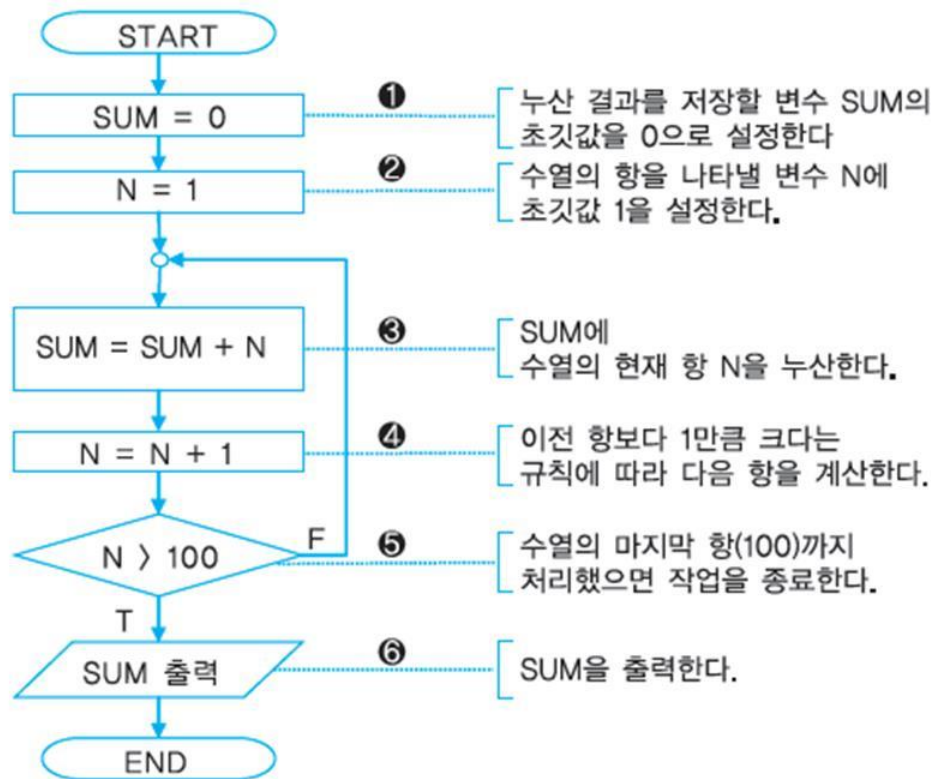 START
SUM = 0
❶
누산 결과를 저장할 변수 SUM의
초깃값을 0으로 설정한다
N = 1
❷
수열의 항을 나타낼 변수 N에
초깃값 1을 설정한다.
SUM = SUM + N
❸
SUM에
수열의 현재 항 N을 누산한다.
N = N + 1
❹
이전 항보다 1만큼 크다는
규칙에 따라 다음 항을 계산한다.
N > 100
F
❺
수열의 마지막 항(100)까지
처리했으면 작업을 종료한다.
T
SUM 출력
❻
SUM을 출력한다.
END